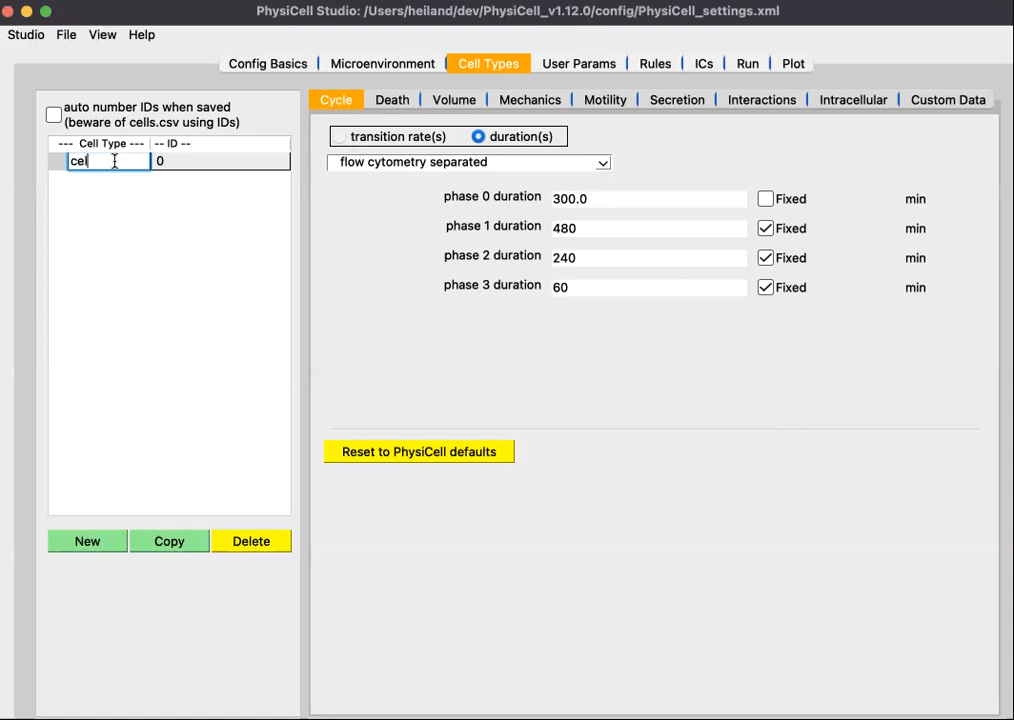 PhysiCell Studio: /Users/heiland/dev/PhysiCell_v1.12.0/config/PhysiCell_settings.xml
Studio File View Help
Config Basics Microenvironment Cell Types User Params Rules ICs Run Plot
auto number IDs when saved
(beware of cells.csv using IDs)
--- Cell Type --- -- ID --
cel 0
New Copy Delete
Cycle Death Volume Mechanics Motility Secretion Interactions Intracellular Custom Data
transition rate(s) duration(s)
flow cytometry separated
phase 0 duration 300.0 Fixed min
phase 1 duration 480 Fixed min
phase 2 duration 240 Fixed min
phase 3 duration 60 Fixed min
Reset to PhysiCell defaults